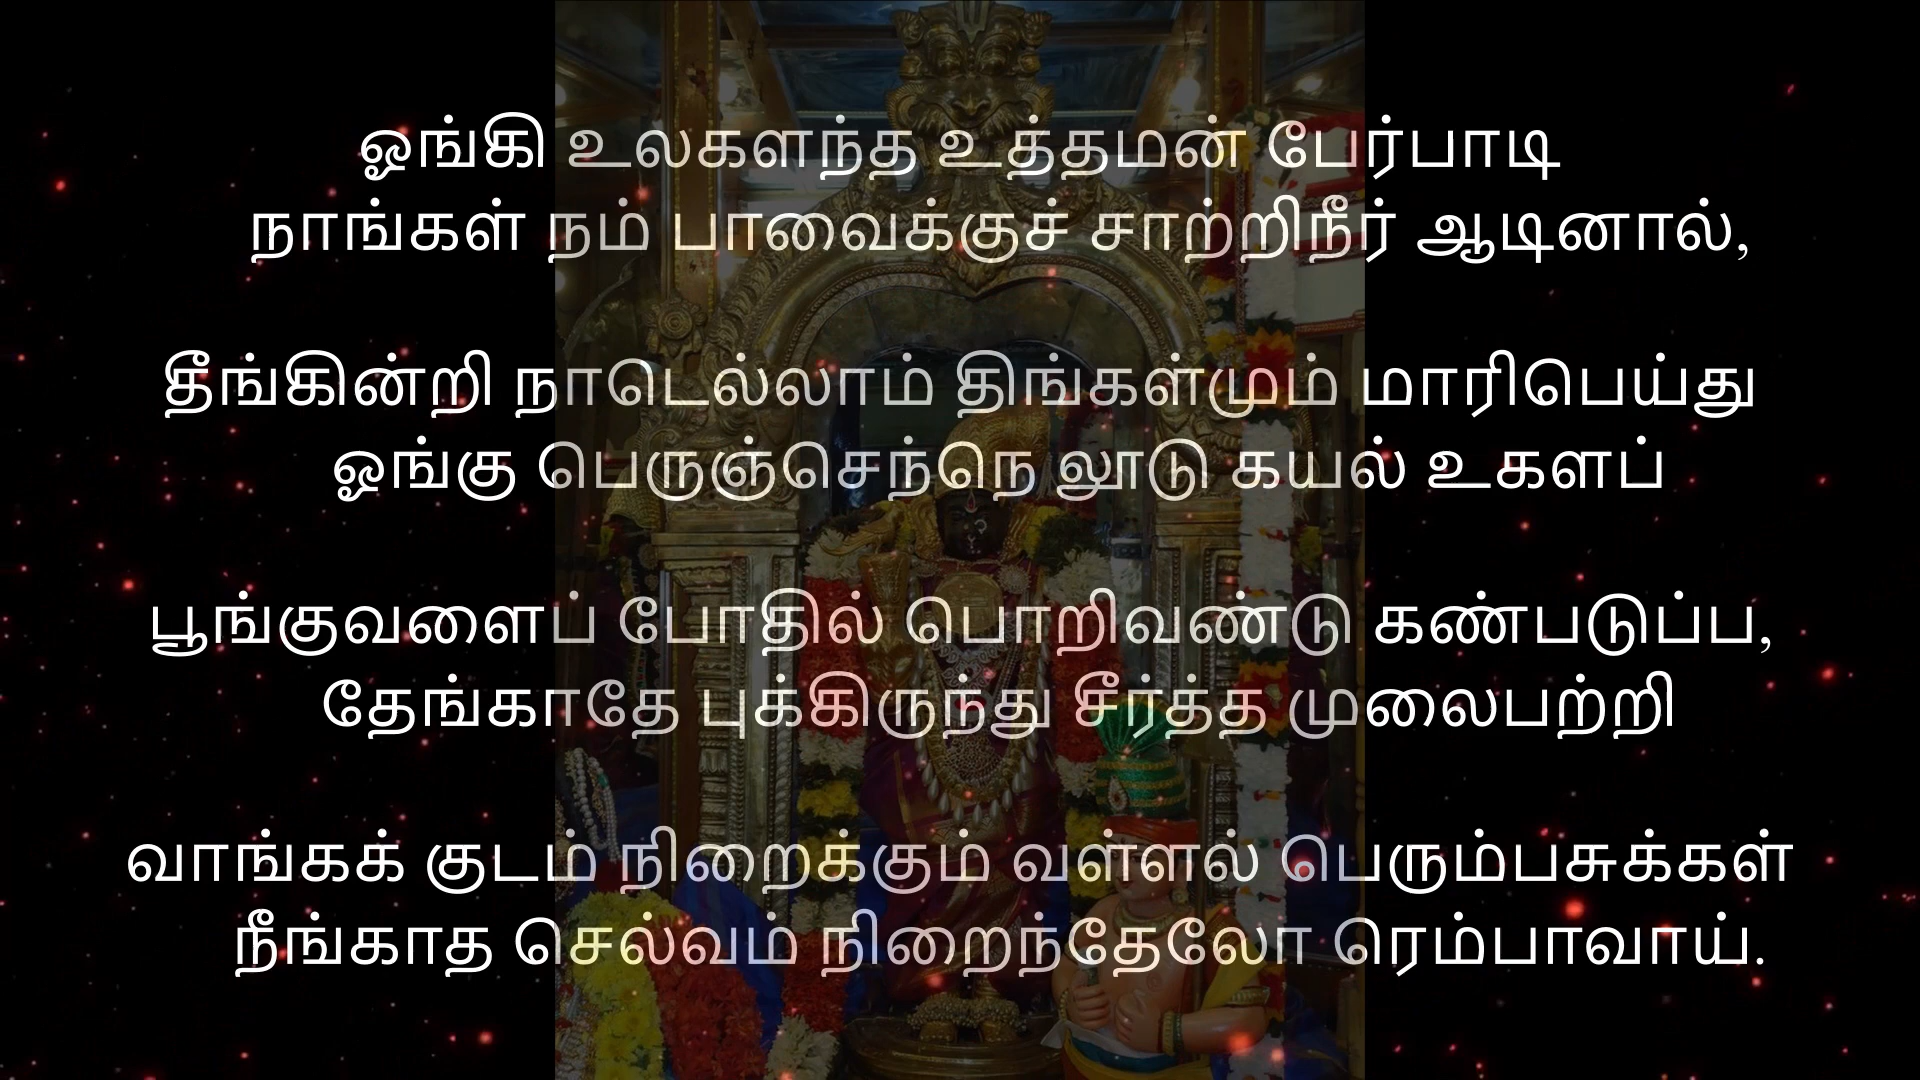 ஓங்கி உலகளந்த உத்தமன் பேர்பாடி
நாங்கள் நம் பாவைக்குச் சாற்றிநீர் ஆடினால்,
தீங்கின்றி நாடெல்லாம் திங்கள்மும் மாரிபெய்து
ஓங்கு பெருஞ்செந்நெ லூடு கயல் உகளப்
பூங்குவளைப் போதில் பொறிவண்டு கண்படுப்ப,
தேங்காதே புக்கிருந்து சீர்த்த முலைபற்றி
வாங்கக் குடம் நிறைக்கும் வள்ளல் பெரும்பசுக்கள்
நீங்காத செல்வம் நிறைந்தேலோ ரெம்பாவாய்.